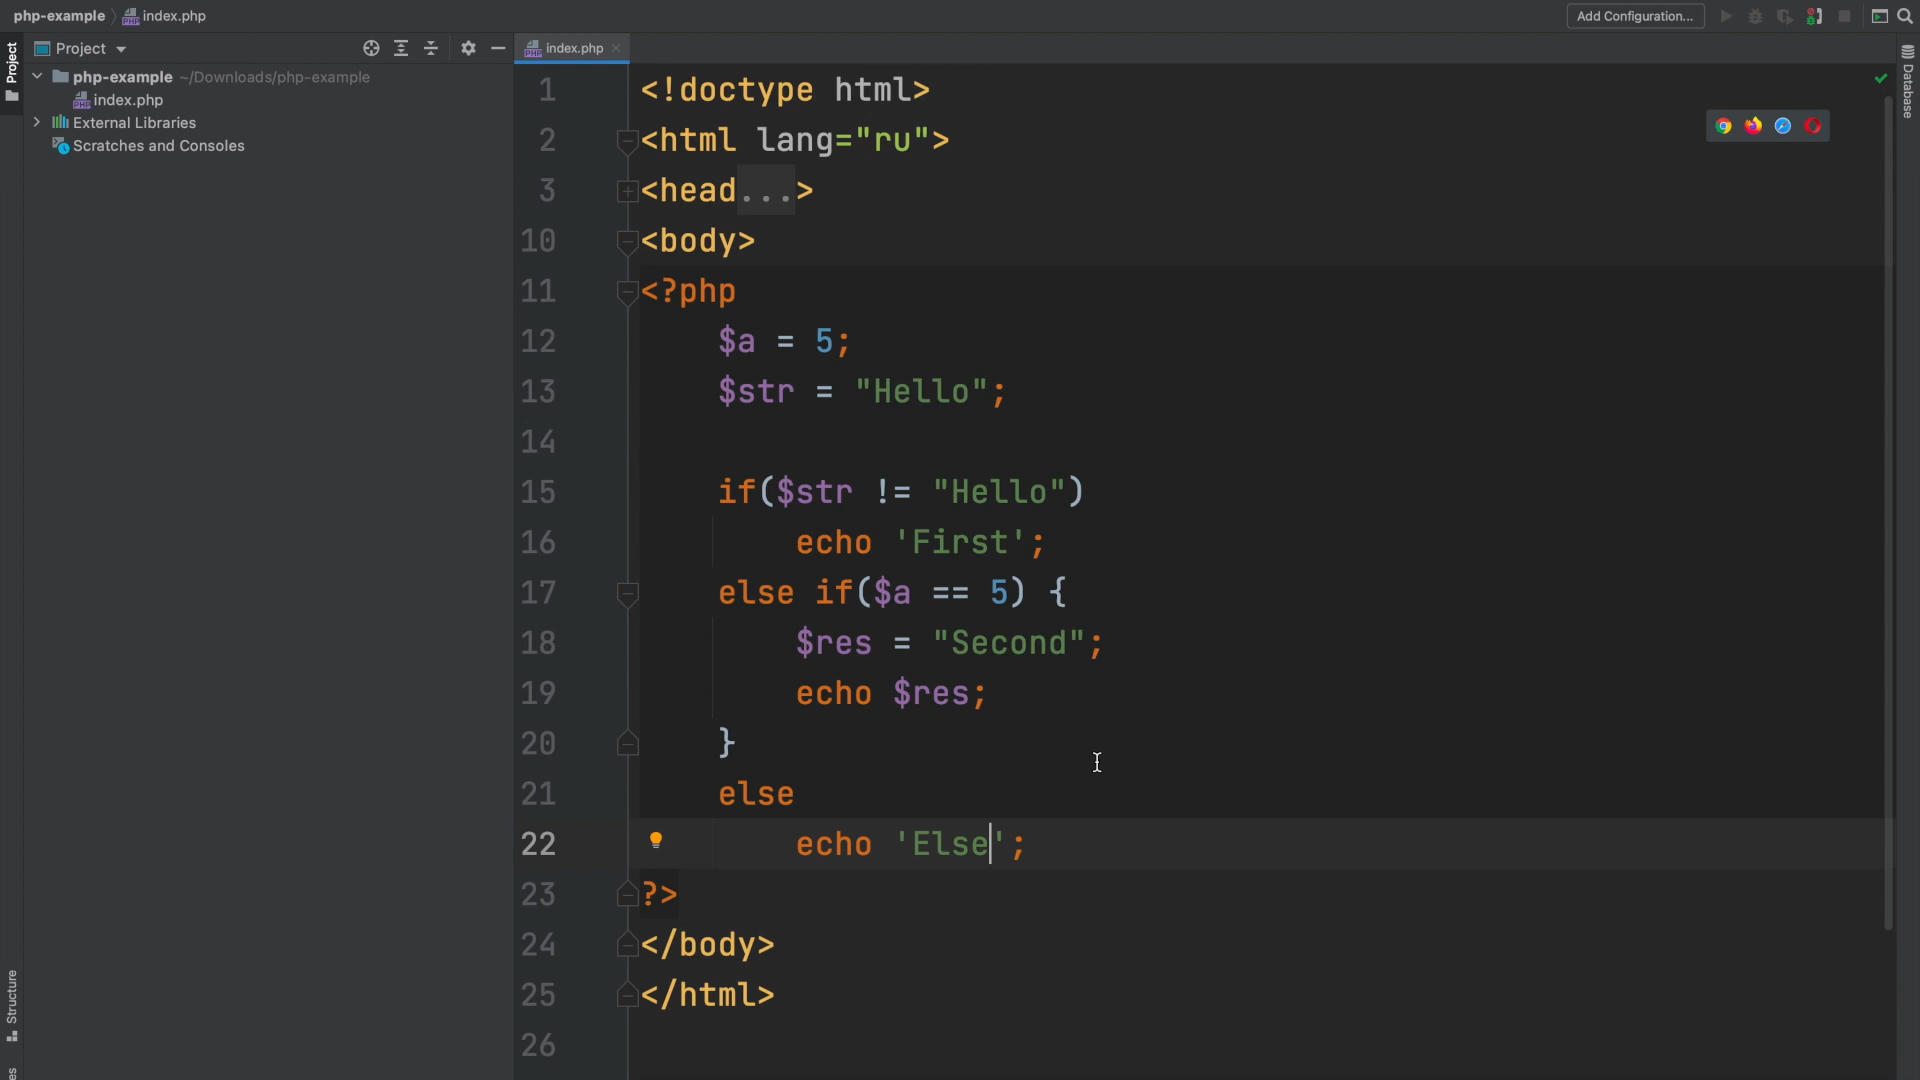 php-example
index.php
Add Configuration...
Project
Project
index.php
Database
php-example ~/Downloads/php-example
index.php
External Libraries
Scratches and Consoles
1 <!doctype html>
2 <html lang="ru">
3 <head...>
10 <body>
11 <?php
12 $a = 5;
13 $str = "Hello";
14
15 if($str != "Hello")
16 echo 'First';
17 else if($a == 5) {
18 $res = "Second";
19 echo $res;
20 }
21 else
22 echo 'Else';
23 ?>
24 </body>
25 </html>
26
Structure
es